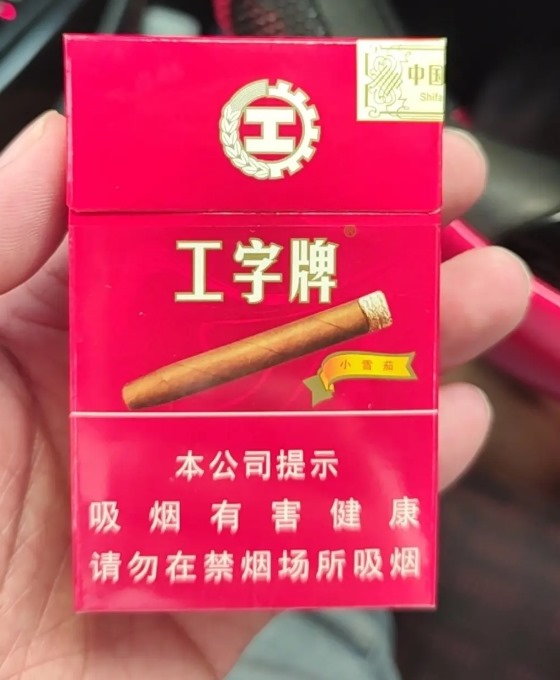 中国
Shifa
工
工字牌
小雪茄
本公司提示
吸烟有害健康
请勿在禁烟场所吸烟